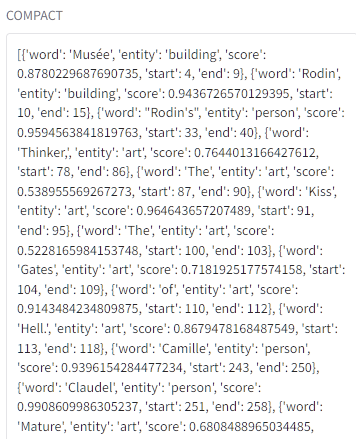 COMPACT
[{'word': 'Musée', 'entity': 'building', 'score':
0.8780229687690735, 'start': 4, 'end': 9}, {'word': 'Rodin',
'entity': 'building', 'score': 0.9436726570129395, 'start':
10, 'end': 15}, {'word': "Rodin's", 'entity': 'person', 'score':
0.9594563841819763, 'start': 33, 'end': 40}, {'word':
'Thinker,', 'entity': 'art', 'score': 0.7644013166427612,
'start': 78, 'end': 86}, {'word': 'The', 'entity': 'art', 'score':
0.538955569267273, 'start': 87, 'end': 90}, {'word': 'Kiss',
'entity': 'art', 'score': 0.964643657207489, 'start': 91,
'end': 95}, {'word': 'The', 'entity': 'art', 'score':
0.5228165984153748, 'start': 100, 'end': 103}, {'word':
'Gates', 'entity': 'art', 'score': 0.7181925177574158, 'start':
104, 'end': 109}, {'word': 'of', 'entity': 'art', 'score':
0.9143484234809875, 'start': 110, 'end': 112}, {'word':
'Hell.', 'entity': 'art', 'score': 0.8679478168487549, 'start':
113, 'end': 118}, {'word': 'Camille', 'entity': 'person',
'score': 0.9396154284477234, 'start': 243, 'end': 250},
{'word': 'Claudel', 'entity': 'person', 'score':
0.9908609986305237, 'start': 251, 'end': 258}, {'word':
'Mature', 'entity': 'art', 'score': 0.6808488965034485,